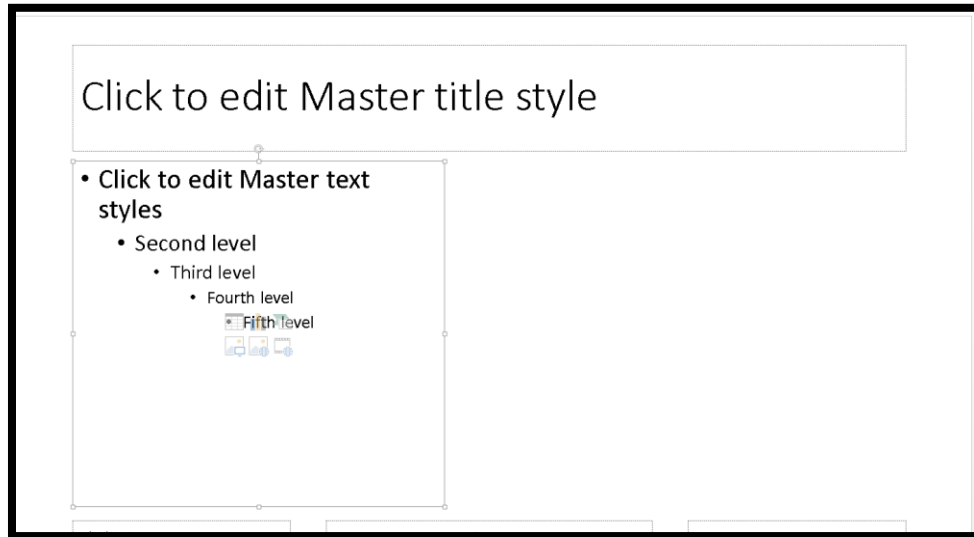 Click to edit Master title style
• Click to edit Master text
styles
• Second level
• Third level
• Fourth level
• Fifth level